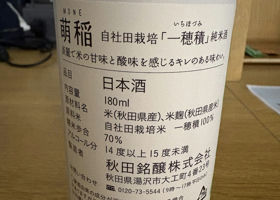 MONE
萌稲
いちほづみ
自社田栽培「一穂積」純米酒
綺麗で米の甘味と酸味を感じるキレのある味わい。
品目 日本酒
内容量 180ml
原材料名 米(秋田県産)、米麹(秋田県産米)
原料米 自社田栽培米 一穂積100%
精米歩合 70%
アルコール分 14度以上15度未満
製造者 秋田銘醸株式会社
秋田県湯沢市大工町4番23号
0120-73-5544